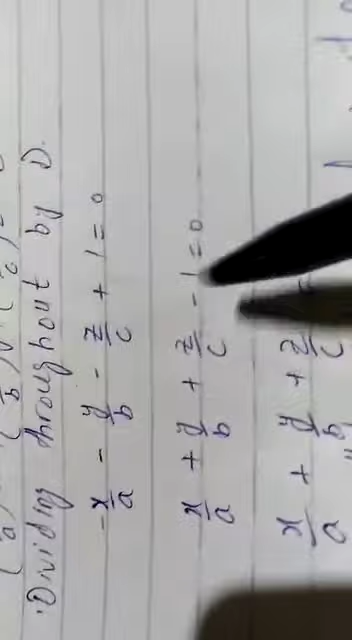 Dividing throughout by D.
-x/a - y/b - z/c + 1 = 0
x/a + y/b + z/c - 1 = 0
x/a + y/b + z/c